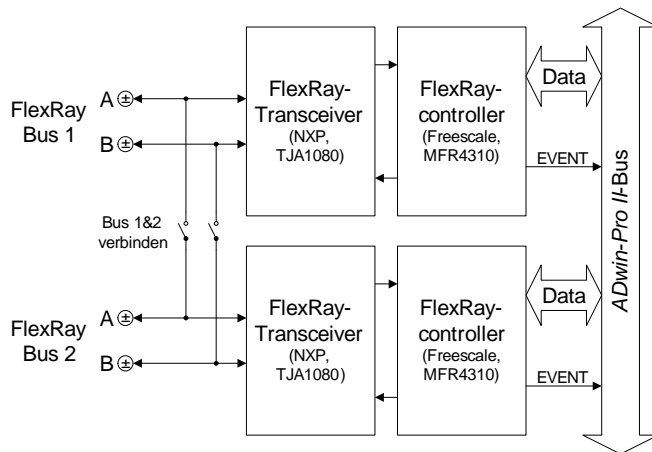 FlexRay
Bus 1
A
B
FlexRay-
Transceiver
(NXP,
TJA1080)
FlexRay-
controller
(Freescale,
MFR4310)
Data
EVENT
Bus 1&2
verbinden
FlexRay
Bus 2
A
B
FlexRay-
Transceiver
(NXP,
TJA1080)
FlexRay-
controller
(Freescale,
MFR4310)
Data
EVENT
ADwin-Pro II-Bus